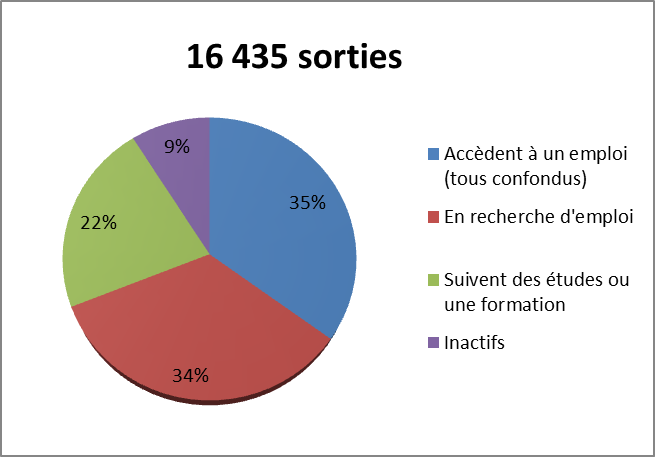 16 435 sorties
9%
35%
22%
34%
Accèdent à un emploi
(tous confondus)
En recherche d'emploi
Suivent des études ou
une formation
Inactifs